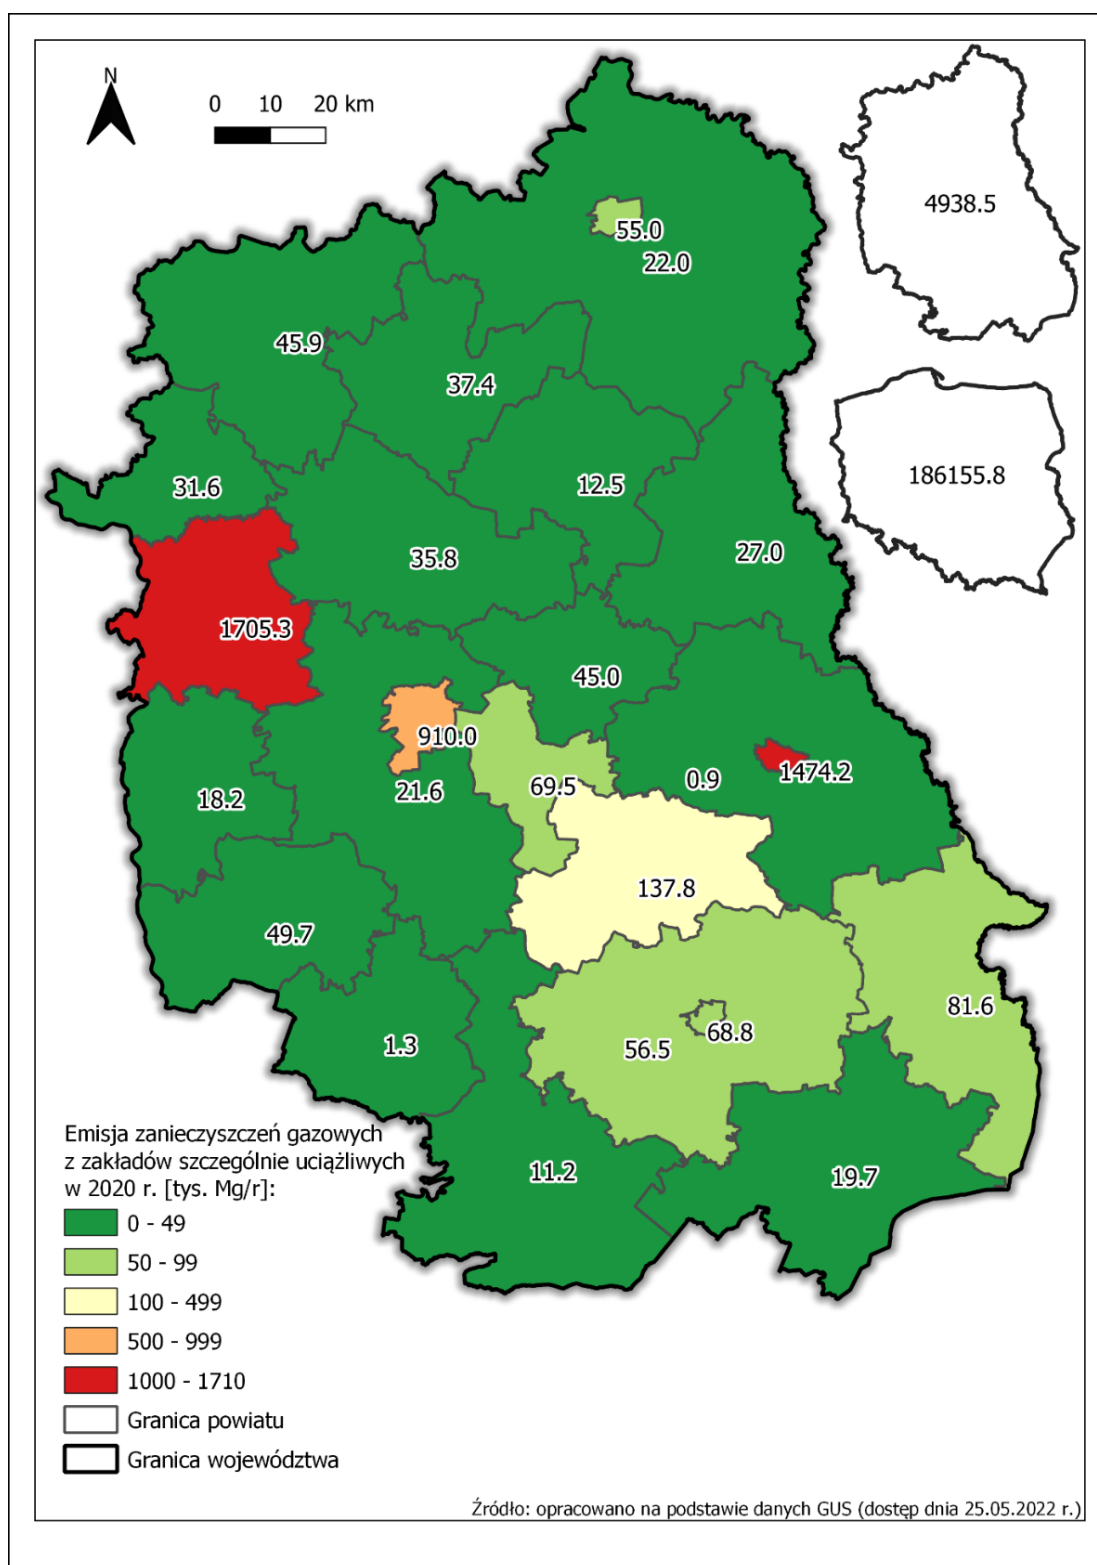 N
0 10 20 km
4938.5
55.0
22.0
45.9
37.4
186155.8
31.6
12.5
27.0
35.8
1705.3
45.0
910.0
1474.2
0.9
69.5
21.6
18.2
137.8
49.7
81.6
68.8
56.5
1.3
11.2
19.7
Emisja zanieczyszczeń gazowych
z zakładów szczególnie uciążliwych
w 2020 r. [tys. Mg/r]:
0 - 49
50 - 99
100 - 499
500 - 999
1000 - 1710
Granica powiatu
Granica województwa
Źródło: opracowano na podstawie danych GUS (dostęp dnia 25.05.2022 r.)